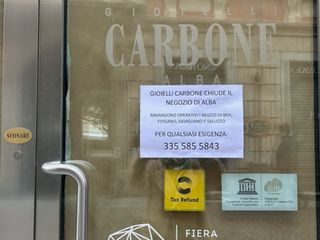 GIOIELLI
CARBONE
ALBA
GIOIELLI CARBONE CHIUDE IL
NEGOZIO DI ALBA
RIMANGONO OPERATIVI I NEGOZI DI BRA,
FOSSANO, SAVIGLIANO E SALUZZO
PER QUALSIASI ESIGENZA:
335 585 5843
SUONARE
Tax Refund
unesco
FIERA